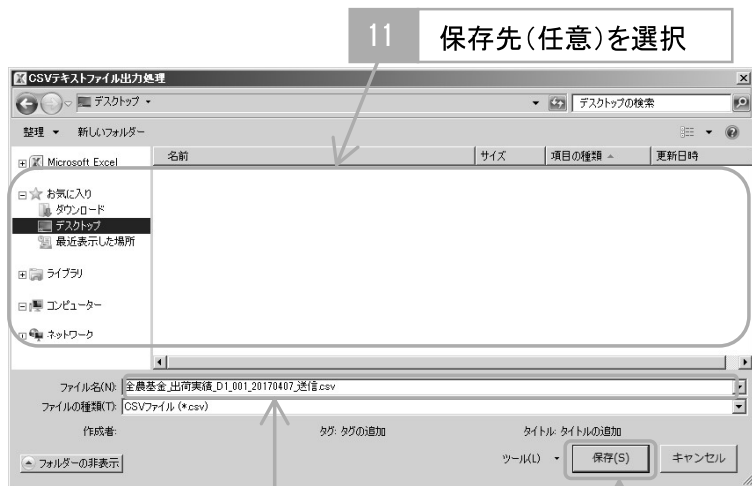 11 保存先(任意)を選択
CSVテキストファイル出力処理
デスクトップ
デスクトップの検索
整理 新しいフォルダー
Microsoft Excel
名前 サイズ 項目の種類 更新日時
お気に入り
ダウンロード
デスクトップ
最近表示した場所
ライブラリ
コンピューター
ネットワーク
ファイル名(N): 全農基金_出荷実績_D1_001_20170407_送信.csv
ファイルの種類(T): CSVファイル (*.csv)
作成者: タグ: タグの追加 タイトル: タイトルの追加
フォルダーの非表示 ツール(L) 保存(S) キャンセル